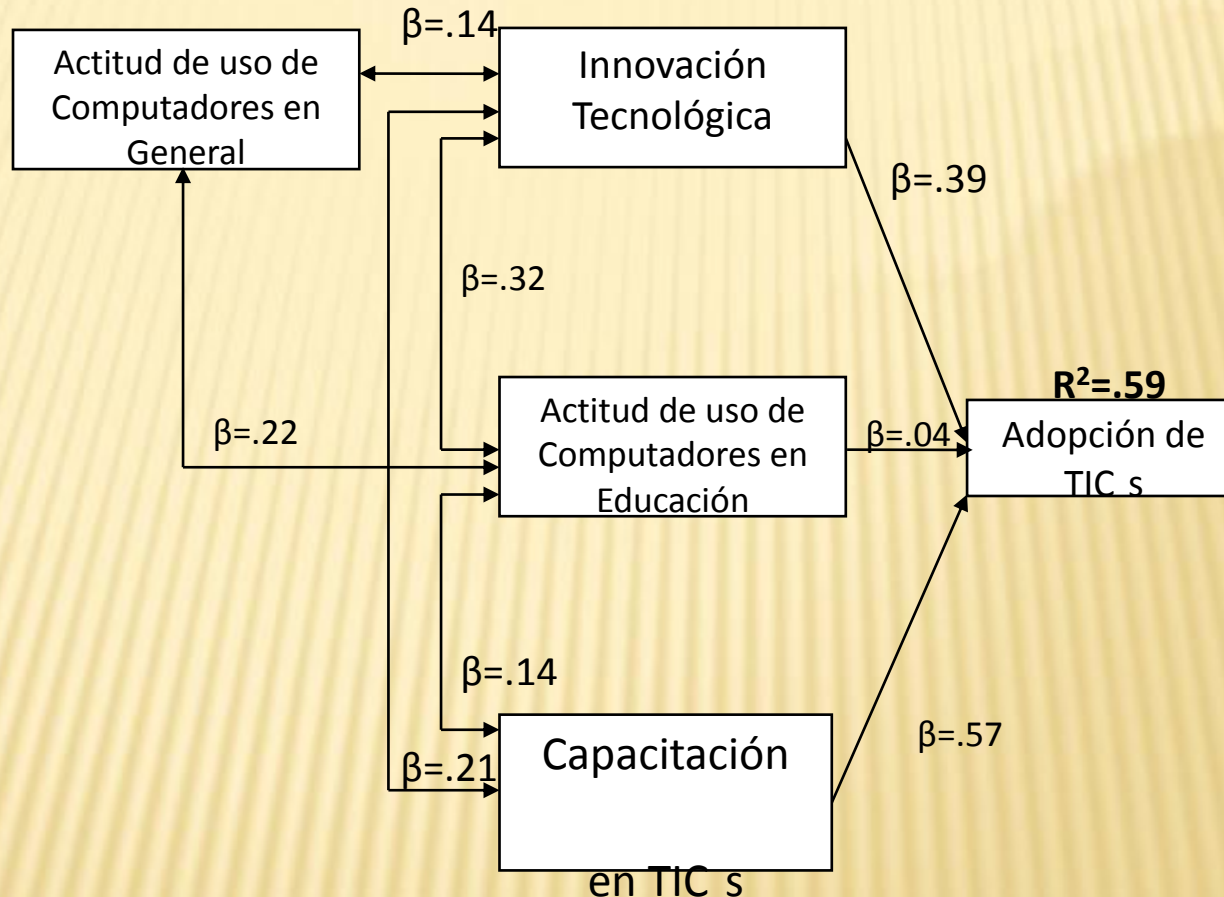 β=.14
Actitud de uso de
Computadores en
General
Innovación
Tecnológica
β=.39
β=.32
R²=.59
Actitud de uso de
Computadores en
Educación
β=.22
β=.04
Adopción de
TIC s
β=.14
β=.57
Capacitación
β=.21
en TIC s